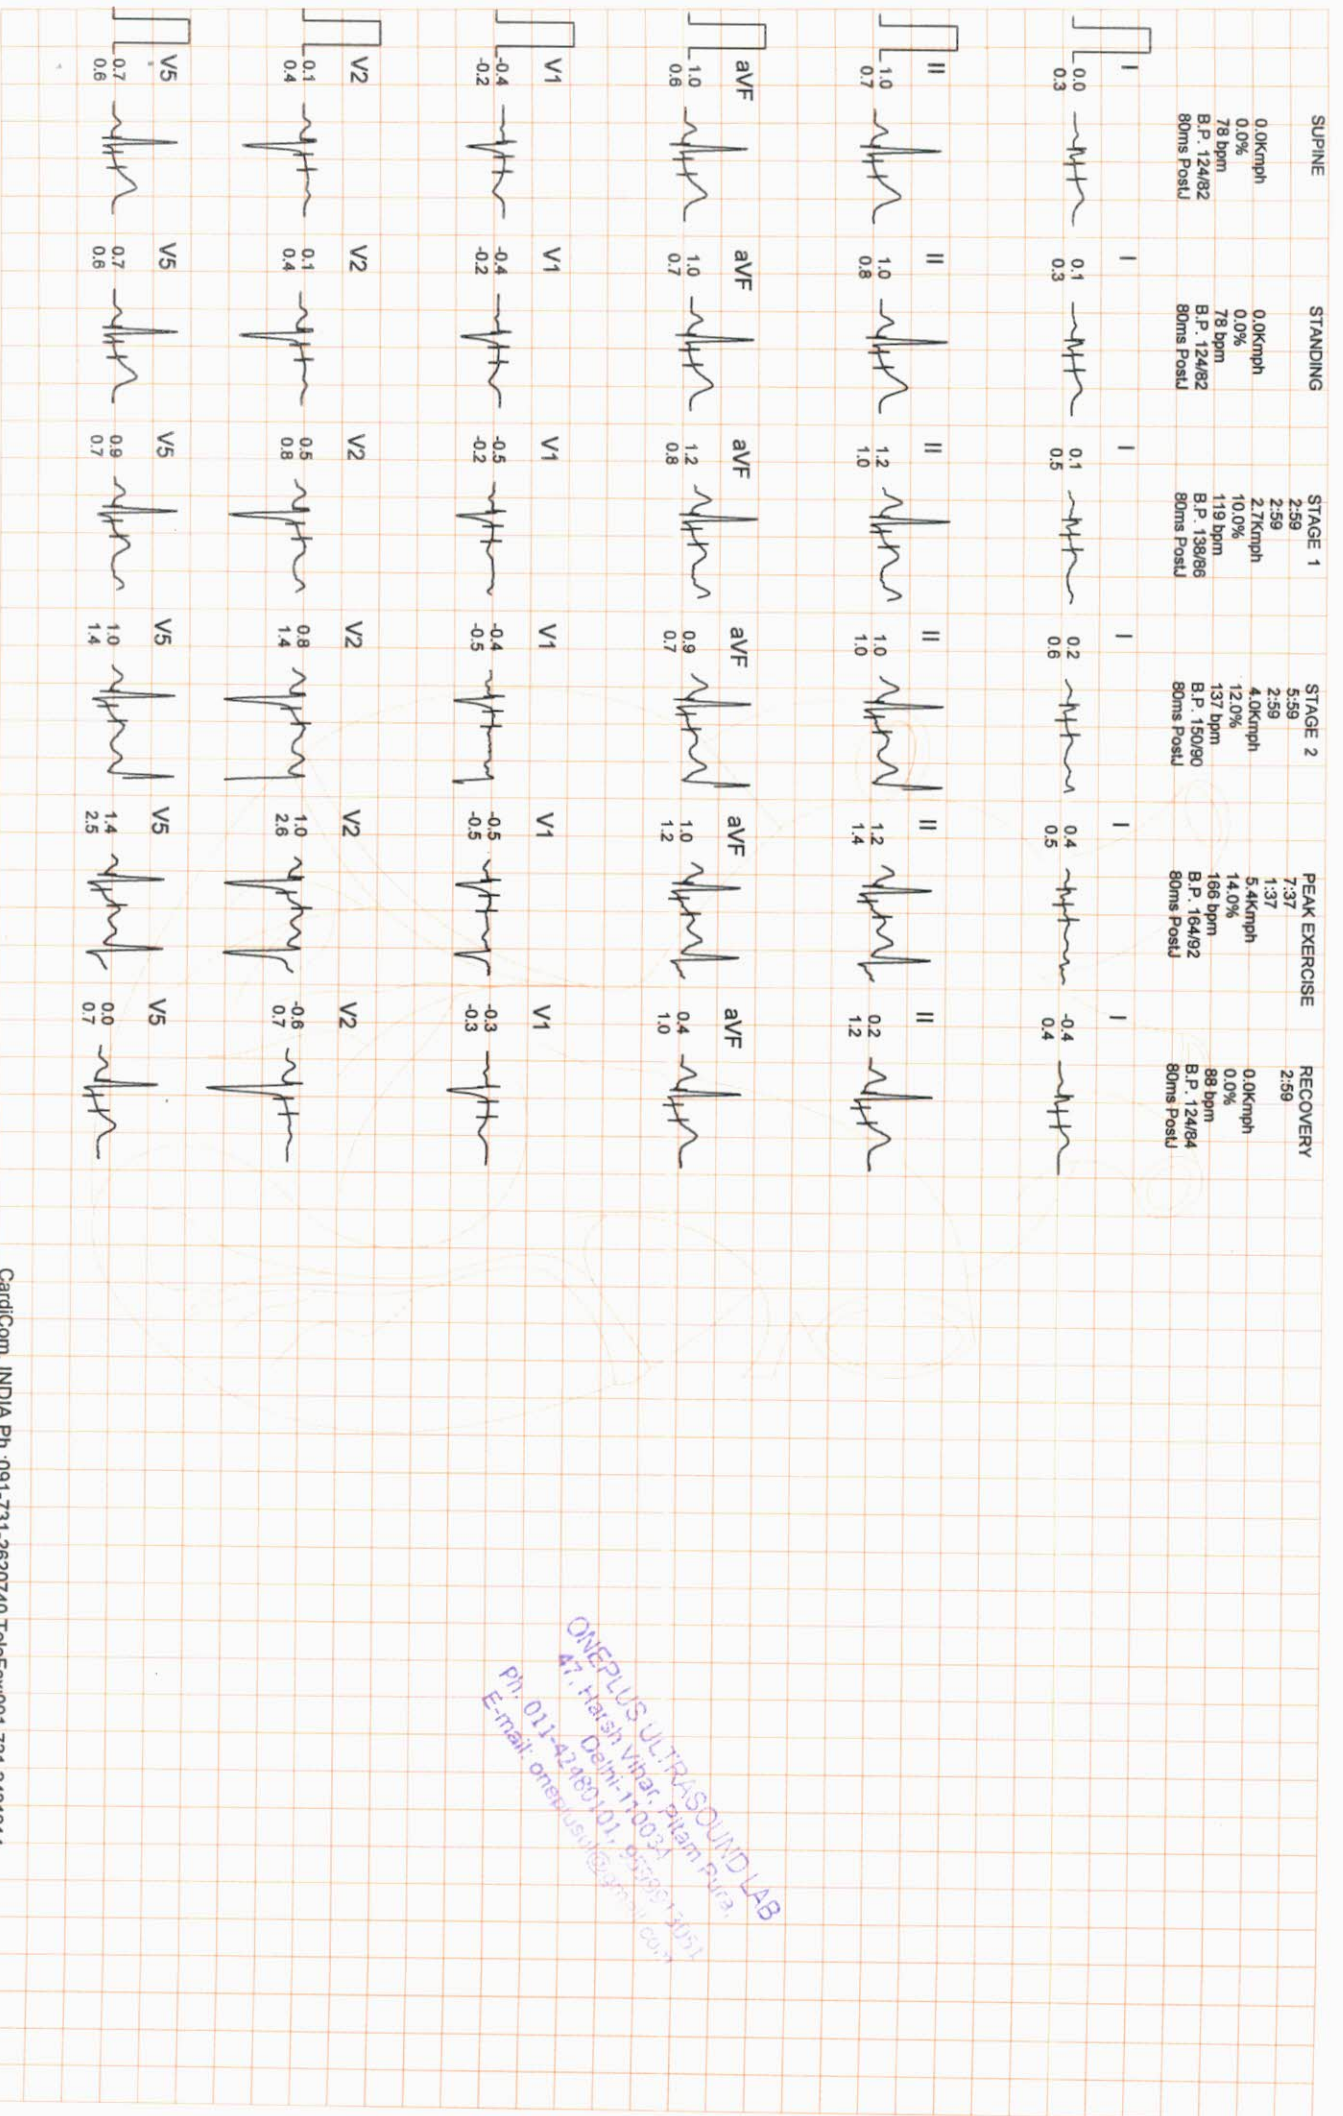 SUPINE
0.0Kmph
0.0%
78 bpm
B.P. 124/82
80ms PostJ
STANDING
0.0Kmph
0.0%
78 bpm
B.P. 124/82
80ms PostJ
STAGE 1
2:59
2:59
2.7Kmph
10.0%
119 bpm
B.P. 138/86
80ms PostJ
STAGE 2
5:59
2:59
4.0Kmph
12.0%
137 bpm
B.P. 150/90
80ms PostJ
PEAK EXERCISE
7:37
1:37
5.4Kmph
14.0%
166 bpm
B.P. 164/92
80ms PostJ
RECOVERY
2:59
0.0Kmph
0.0%
88 bpm
B.P. 124/84
80ms PostJ
I I I I I I
0.0 0.1 0.1 0.2 0.4 -0.4
0.3 0.3 0.5 0.6 0.5 0.4
II II II II II II
1.0 1.0 1.2 1.0 1.2 0.2
0.7 0.8 1.0 1.0 1.4 1.2
aVF aVF aVF aVF aVF aVF
1.0 1.0 1.2 0.9 1.0 0.4
0.6 0.7 0.8 0.7 1.2 1.0
V1 V1 V1 V1 V1 V1
-0.4 -0.4 -0.5 -0.4 -0.5 -0.3
-0.2 -0.2 -0.2 -0.5 -0.5 -0.3
V2 V2 V2 V2 V2 V2
0.1 0.1 0.5 0.8 1.0 -0.6
0.4 0.4 0.8 1.4 2.6 0.7
V5 V5 V5 V5 V5 V5
0.7 0.7 0.9 1.0 1.4 0.0
0.6 0.6 0.7 1.4 2.5 0.7
ONEPLUS ULTRASOUND LAB
47, Harsh Vihar, Pitam Pura,
Delhi-110034
Ph. 011-42480101,
E-mail: oneplusul@gmail.com
CardiCom, INDIA Ph.:091-731-2620740